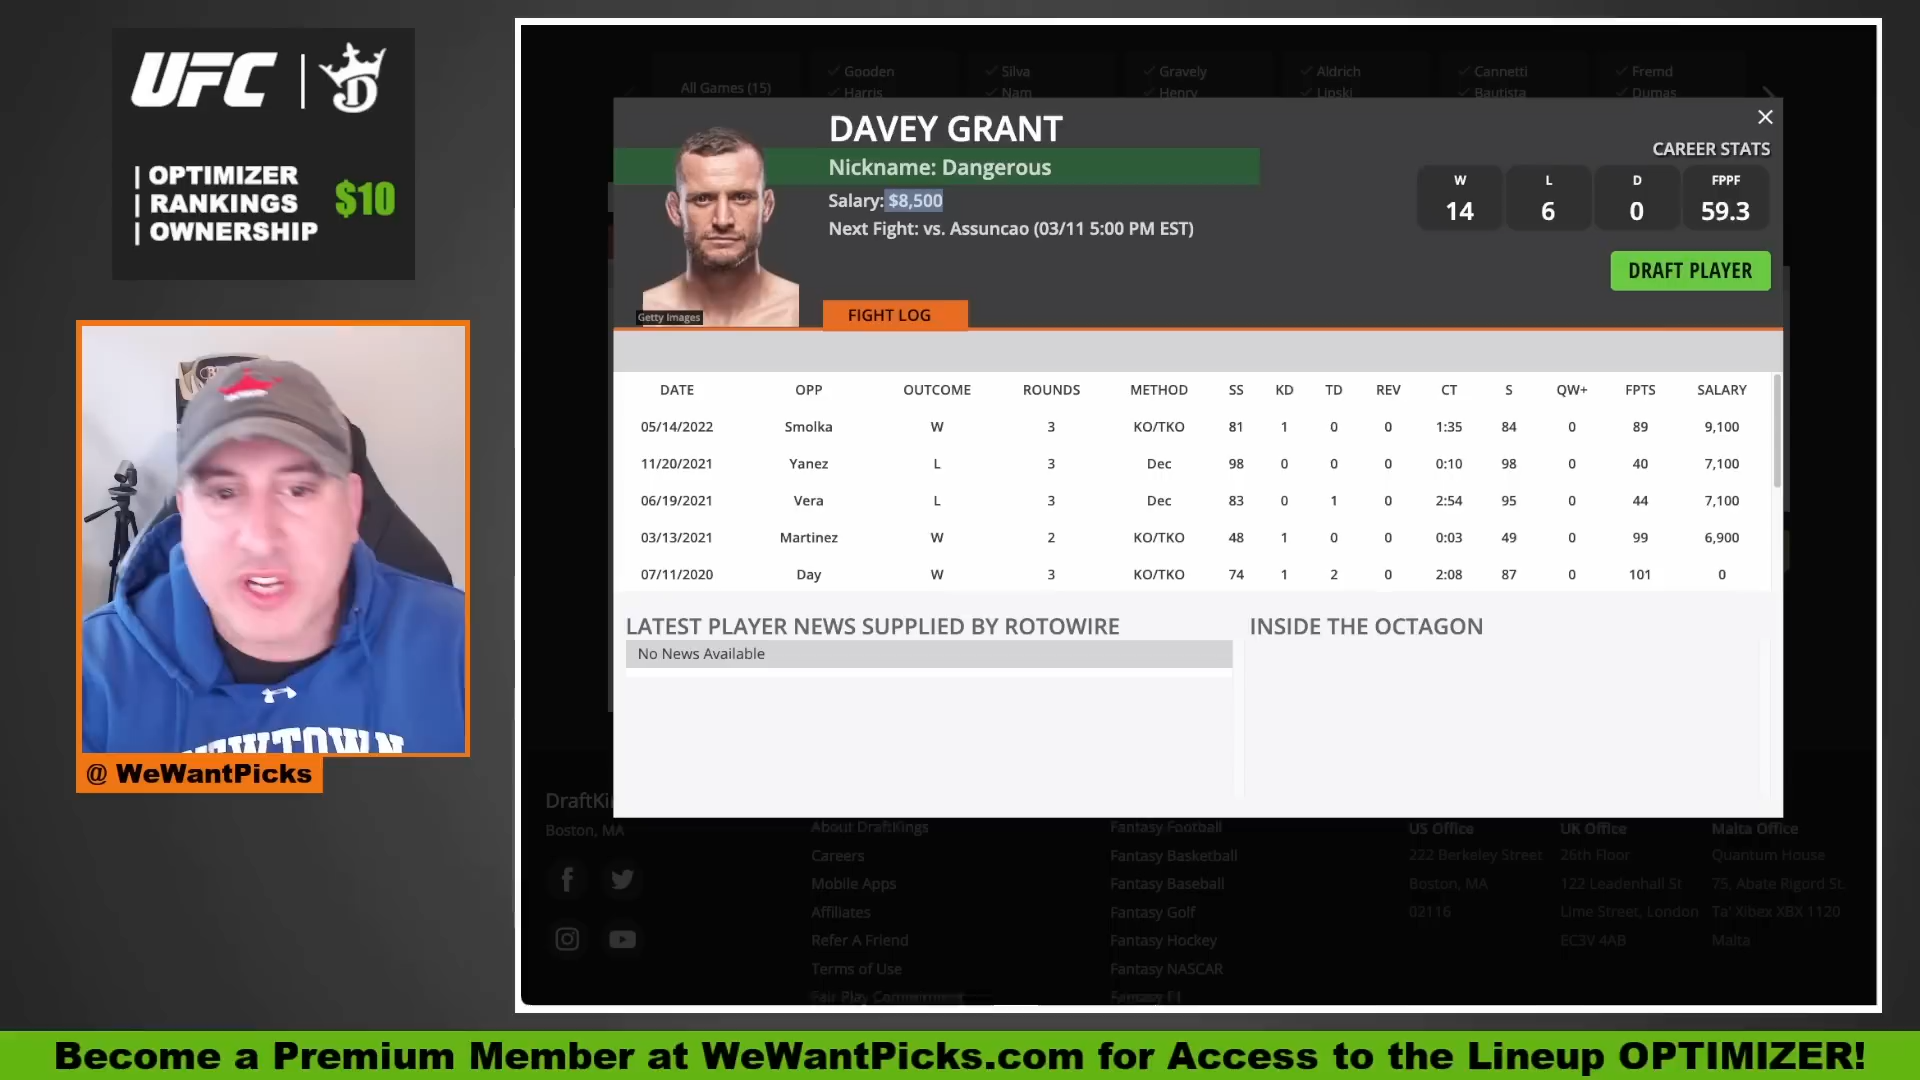 UFC
| OPTIMIZER
| RANKINGS
| OWNERSHIP
$10
@ WeWantPicks
All Games (15)
Gooden
Harris
Silva
Nam
Gravely
Henry
Aldrich
Lipski
Cannetti
Bautista
Fremd
Dumas
DAVEY GRANT
Nickname: Dangerous
Salary: $8,500
Next Fight: vs. Assuncao (03/11 5:00 PM EST)
CAREER STATS
W L D FPPF
14 6 0 59.3
DRAFT PLAYER
Getty Images
FIGHT LOG
DATE OPP OUTCOME ROUNDS METHOD SS KD TD REV CT S QW+ FPTS SALARY
05/14/2022 Smolka W 3 KO/TKO 81 1 0 0 1:35 84 0 89 9,100
11/20/2021 Yanez L 3 Dec 98 0 0 0 0:10 98 0 40 7,100
06/19/2021 Vera L 3 Dec 83 0 1 0 2:54 95 0 44 7,100
03/13/2021 Martinez W 2 KO/TKO 48 1 0 0 0:03 49 0 99 6,900
07/11/2020 Day W 3 KO/TKO 74 1 2 0 2:08 87 0 101 0
LATEST PLAYER NEWS SUPPLIED BY ROTOWIRE
No News Available
INSIDE THE OCTAGON
DraftKi
Boston, MA
About DraftKings
Careers
Mobile Apps
Affiliates
Refer A Friend
Terms of Use
Fantasy Football
Fantasy Basketball
Fantasy Baseball
Fantasy Golf
Fantasy Hockey
Fantasy NASCAR
Fantasy F1
US Office
222 Berkeley Street
Boston, MA
02116
UK Office
26th Floor
122 Leadenhall St
Lime Street, London
EC3V 4AB
Malta Office
Quantum House
75, Abate Rigord St.
Ta' Xibex XBX 1120
Malta
NEWTOWN
Become a Premium Member at WeWantPicks.com for Access to the Lineup OPTIMIZER!